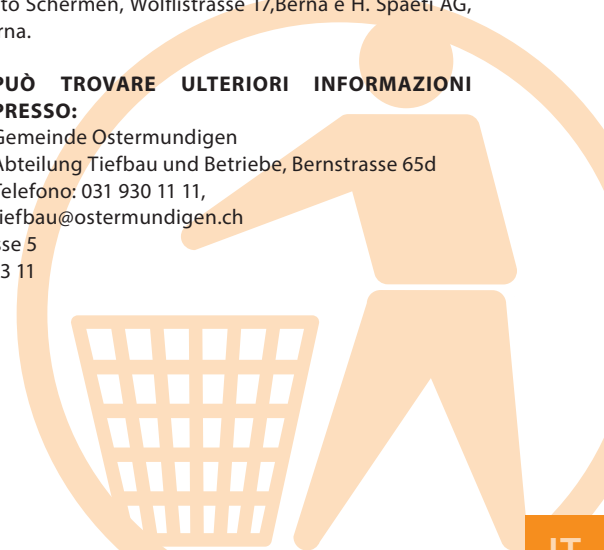 to Schermen, Wölflistrasse 17,Berna e H. Spaeti AG,
rna.
PUÒ TROVARE ULTERIORI INFORMAZIONI
PRESSO:
Gemeinde Ostermundigen
Abteilung Tiefbau und Betriebe, Bernstrasse 65d
Telefono: 031 930 11 11,
tiefbau@ostermundigen.ch
sse 5
3 11
IT